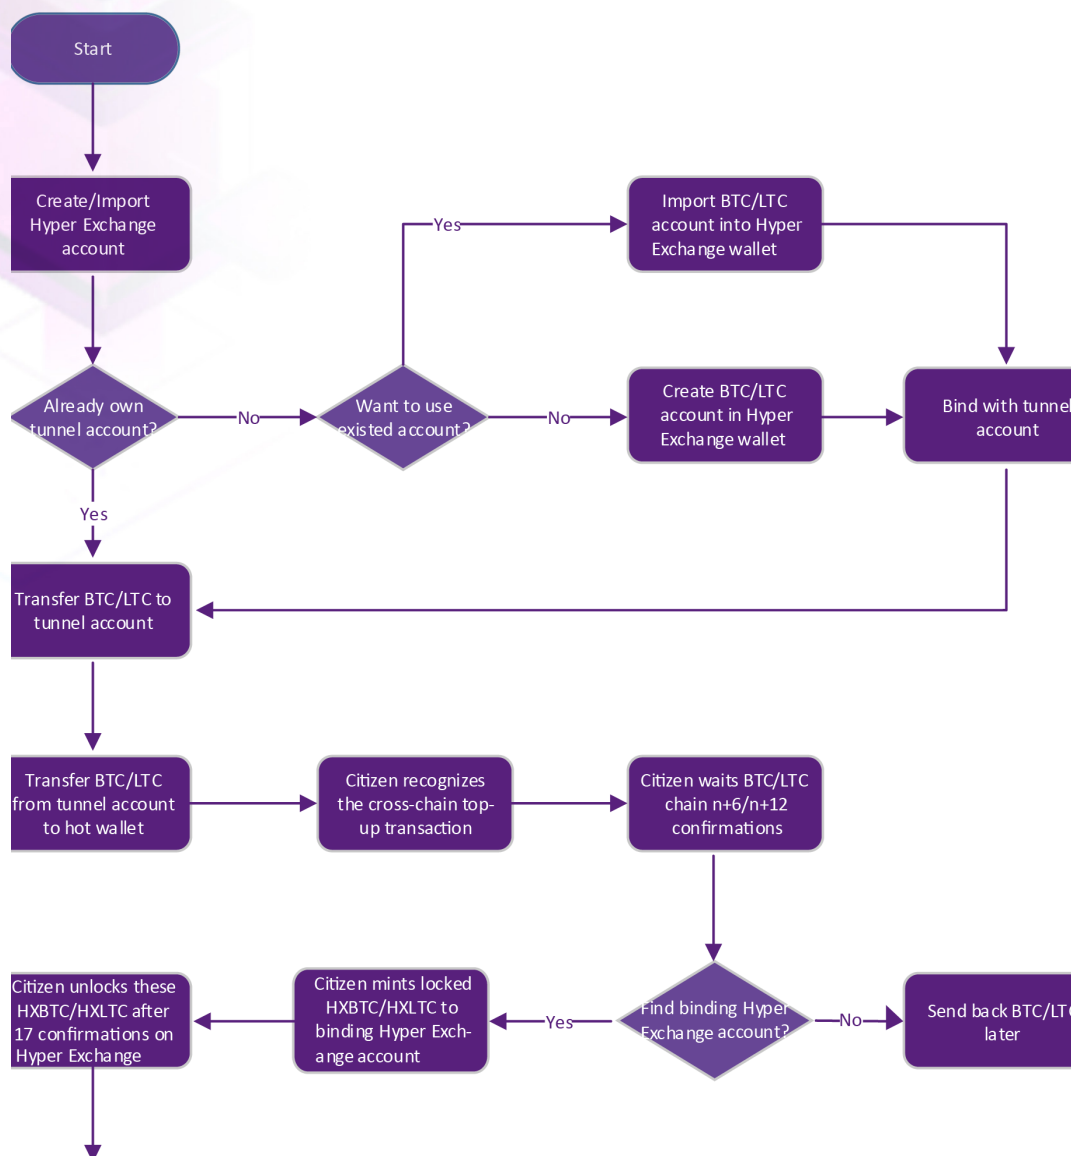 Start
Create/Import
Hyper Exchange
account
Yes
Import BTC/LTC
account into Hyper
Exchange wallet
Already own
tunnel account?
No
Want to use
existed account?
No
Create BTC/LTC
account in Hyper
Exchange wallet
Bind with tunnel
account
Yes
Transfer BTC/LTC to
tunnel account
Transfer BTC/LTC
from tunnel account
to hot wallet
Citizen recognizes
the cross-chain top-
up transaction
Citizen waits BTC/LTC
chain n+6/n+12
confirmations
Citizen unlocks these
HXBTC/HXLTC after
17 confirmations on
Hyper Exchange
Citizen mints locked
HXBTC/HXLTC to
binding Hyper Exch-
ange account
Yes
Find binding Hyper
Exchange account?
No
Send back BTC/LTC
later